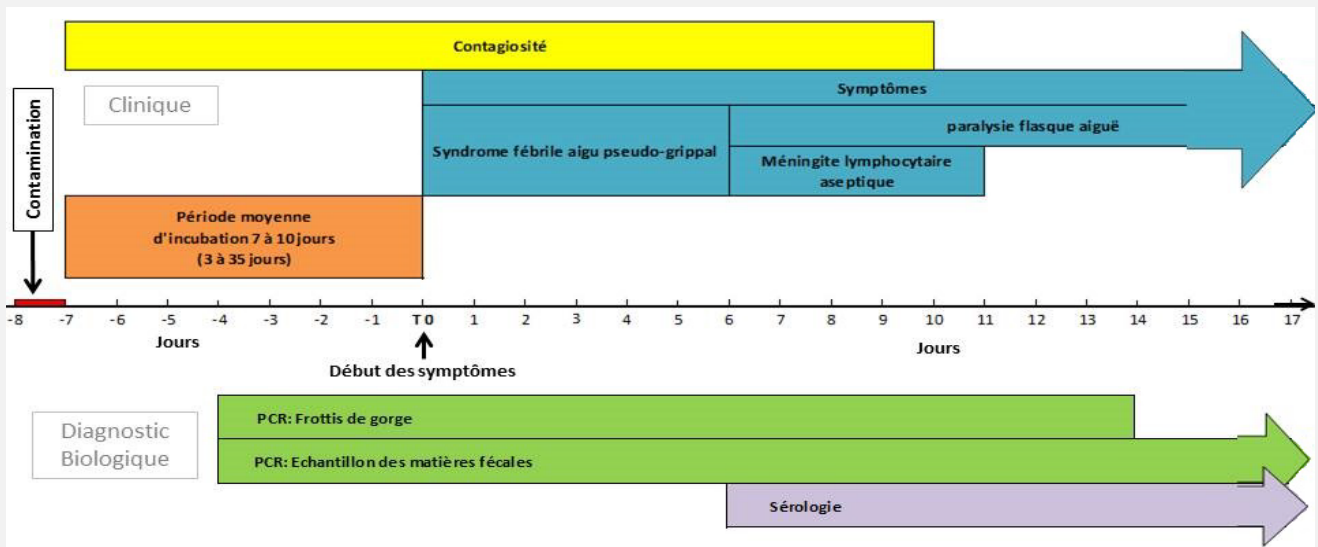 Contagiosité
Clinique
Contamination
Symptômes
paralysie flasque aiguë
Syndrome fébrile aigu pseudo-grippal
Méningite lymphocytaire
aseptique
Période moyenne
d'incubation 7 à 10 jours
(3 à 35 jours)
-8 -7 -6 -5 -4 -3 -2 -1 T 0 1 2 3 4 5 6 7 8 9 10 11 12 13 14 15 16 17
Jours
Jours
Début des symptômes
Diagnostic
Biologique
PCR: Frottis de gorge
PCR: Echantillon des matières fécales
Sérologie